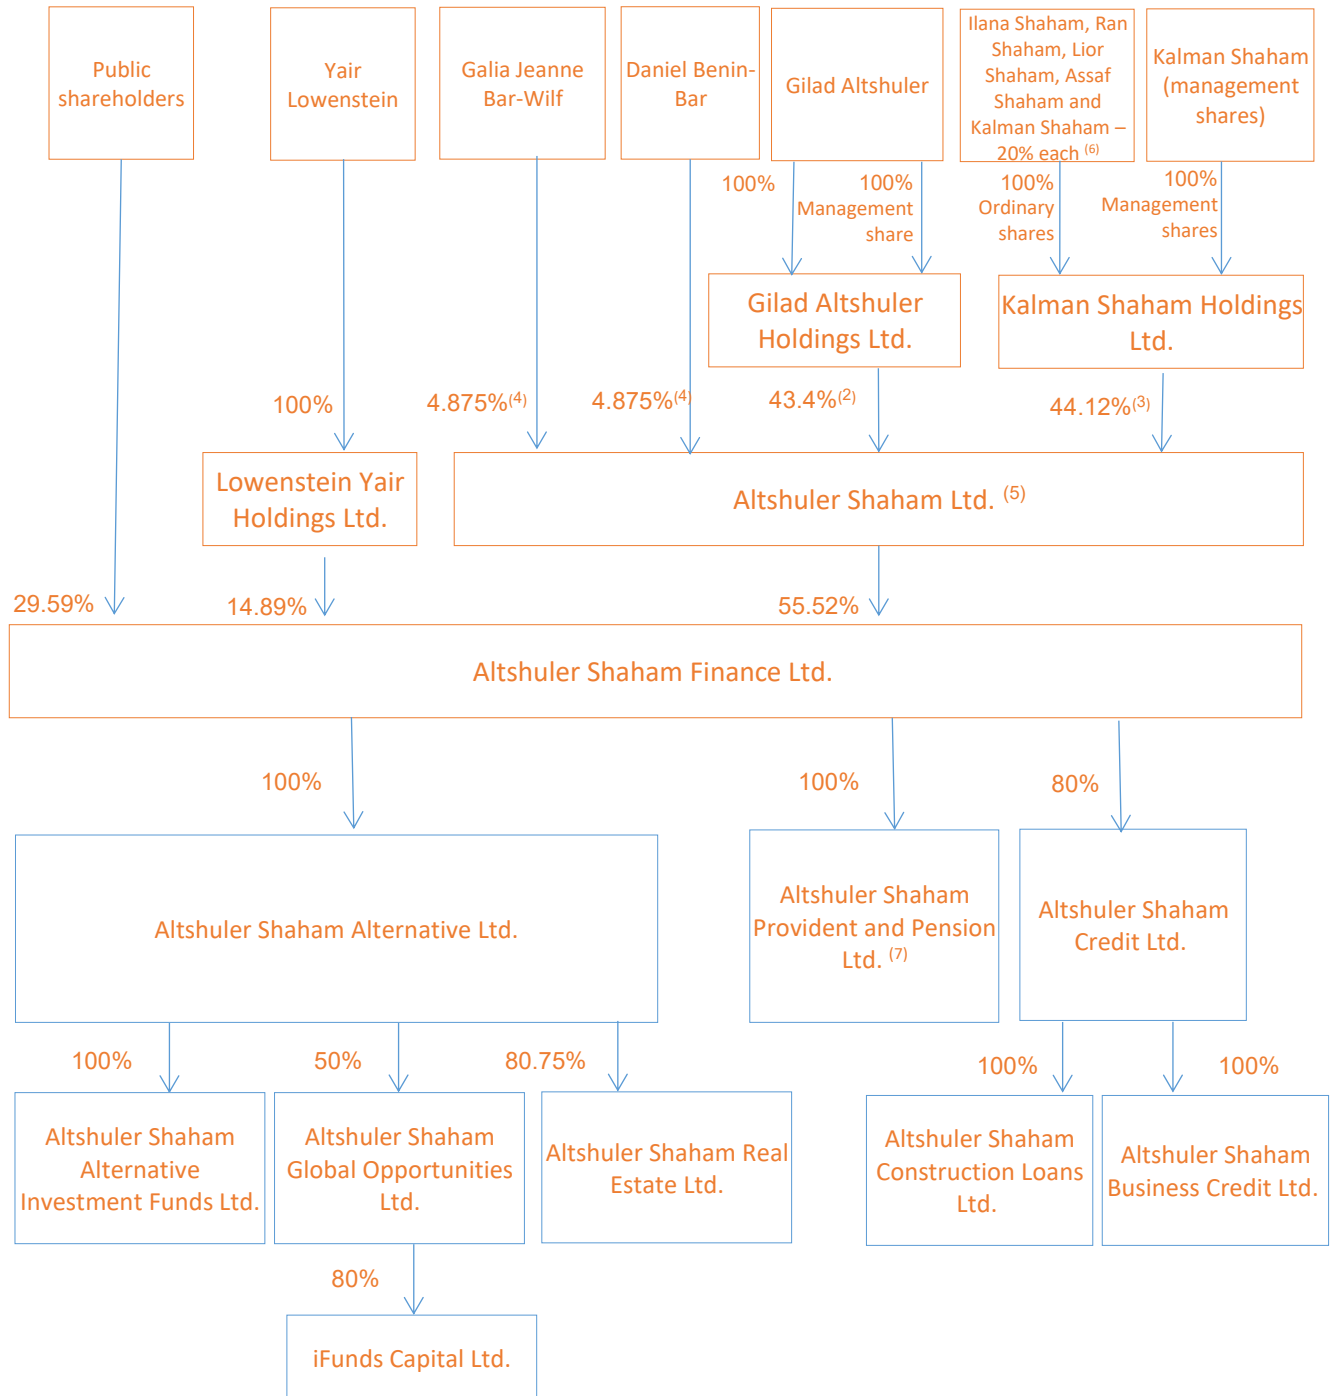 Public
shareholders
Yair
Lowenstein
Galia Jeanne
Bar-Wilf
Daniel Benin-
Bar
Gilad Altshuler
Ilana Shaham, Ran
Shaham, Lior
Shaham, Assaf
Shaham and
Kalman Shaham –
20% each (6)
Kalman Shaham
(management
shares)
100%
100%
Management
share
100%
Ordinary
shares
100%
Management
shares
Gilad Altshuler
Holdings Ltd.
Kalman Shaham Holdings
Ltd.
100%
4.875%(4)
4.875%(4)
43.4%(2)
44.12%(3)
Lowenstein Yair
Holdings Ltd.
Altshuler Shaham Ltd. (5)
29.59%
14.89%
55.52%
Altshuler Shaham Finance Ltd.
100%
100%
80%
Altshuler Shaham Alternative Ltd.
Altshuler Shaham
Provident and Pension
Ltd. (7)
Altshuler Shaham
Credit Ltd.
100%
50%
80.75%
100%
100%
Altshuler Shaham
Alternative
Investment Funds Ltd.
Altshuler Shaham
Global Opportunities
Ltd.
Altshuler Shaham Real
Estate Ltd.
Altshuler Shaham
Construction Loans
Ltd.
Altshuler Shaham
Business Credit Ltd.
80%
iFunds Capital Ltd.